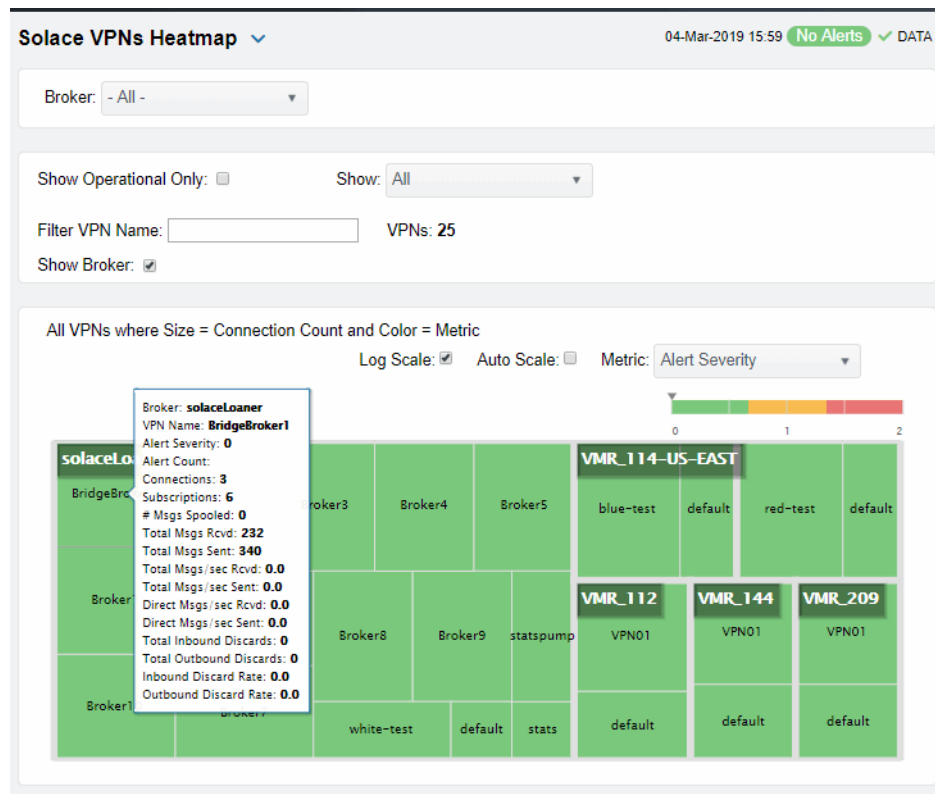 Solace VPNs Heatmap
04-Mar-2019 15:59 No Alerts DATA
Broker: - All -
Show Operational Only: Show: All
Filter VPN Name: VPNs: 25
Show Broker:
All VPNs where Size = Connection Count and Color = Metric
Log Scale: Auto Scale: Metric: Alert Severity
0 1 2
Broker: solaceLoaner
VPN Name: BridgeBroker1
Alert Severity: 0
Alert Count:
Connections: 3
Subscriptions: 6
# Msgs Spooled: 0
Total Msgs Rcvd: 232
Total Msgs Sent: 340
Total Msgs/sec Rcvd: 0.0
Total Msgs/sec Sent: 0.0
Direct Msgs/sec Rcvd: 0.0
Direct Msgs/sec Sent: 0.0
Total Inbound Discards: 0
Total Outbound Discards: 0
Inbound Discard Rate: 0.0
Outbound Discard Rate: 0.0
solaceLo
VMR_114-US-EAST
BridgeBro
roker3 Broker4 Broker5
blue-test default red-test default
Broker
Broker8 Broker9 statspump
VMR_112 VMR_144 VMR_209
VPN01 VPN01 VPN01
Broker1
Broker7
white-test default stats
default default default